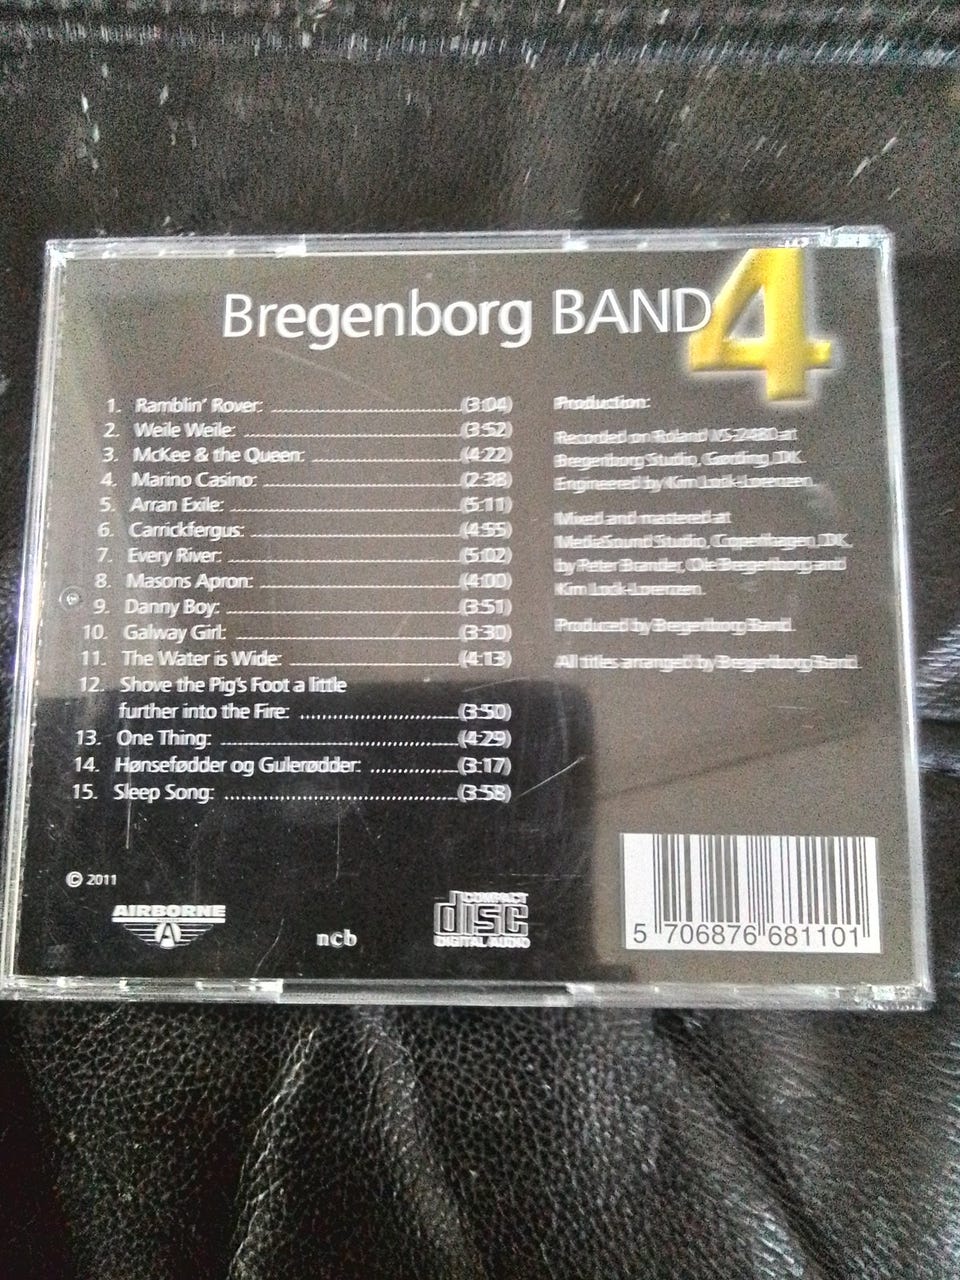 Bregenborg BAND 4
1. Ramblin' Rover: (3:04)
2. Weile Weile: (3:52)
3. McKee & the Queen: (4:22)
4. Marino Casino: (2:38)
5. Arran Exile: (5:11)
6. Carrickfergus: (4:55)
7. Every River: (5:02)
8. Masons Apron: (4:00)
9. Danny Boy: (3:51)
10. Galway Girl: (3:30)
11. The Water is Wide: (4:13)
12. Shove the Pig's Foot a little
further into the Fire: (3:50)
13. One Thing: (4:29)
14. Hønsefødder og Gulerødder: (3:17)
15. Sleep Song: (3:58)
Production:
Recorded on Roland VS-2480 at
Bregenborg Studio, Gørding, DK.
Engineered by Kim Lock-Lorenzen.
Mixed and mastered at
MediaSound Studio, Copenhagen, DK.
by Peter Brander, Ole Bregenborg and
Kim Lock-Lorenzen.
Produced by Bregenborg Band.
All titles arranged by Bregenborg Band.
© 2011
AIRBORNE
A
ncb
COMPACT
disc
DIGITAL AUDIO
5 706876 681101